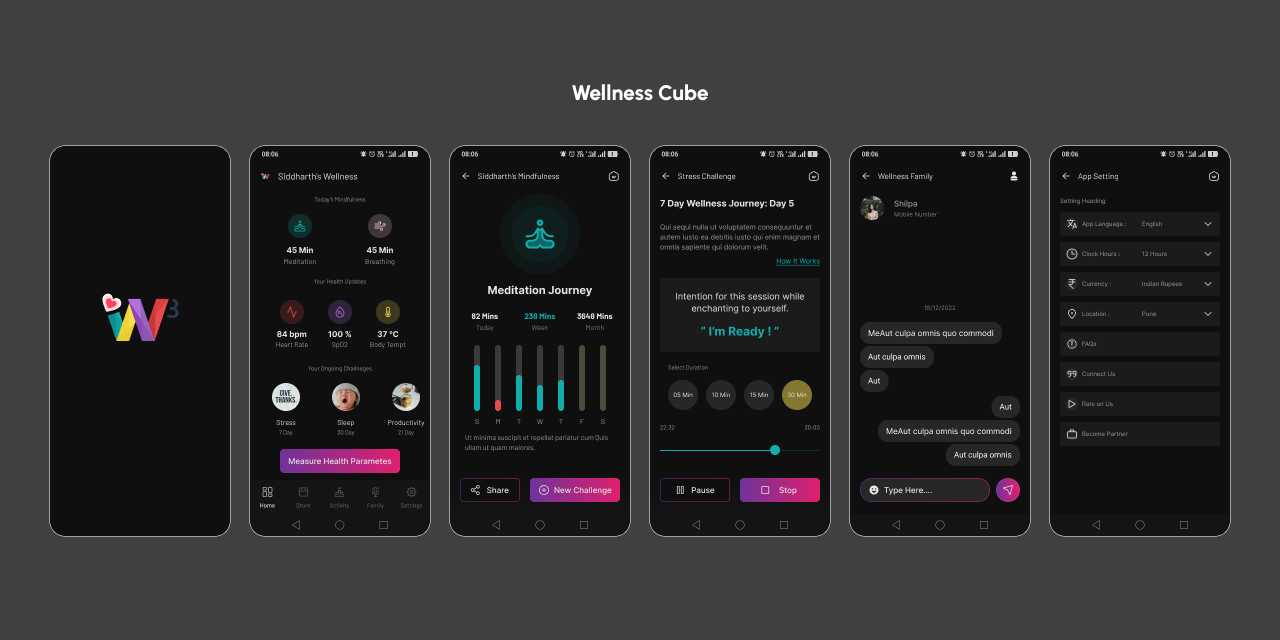 Wellness Cube
W3
08:06
Siddharth's Wellness
Today's Mindfulness
45 Min
45 Min
Meditation
Breathing
Your Health Updates
84 bpm
100 %
37 °C
Heart Rate
SpO2
Body Tempt
Your Ongoing Challneges
GIVE.
THANKS.
Stress
Sleep
Productivity
7 Day
30 Day
21 Day
Measure Health Parametes
Home
Store
Activity
Family
Settings
08:06
Siddharth's Mindfulness
Meditation Journey
82 Mins
238 Mins
3648 Mins
Today
Week
Month
S M T W T F S
Ut minima suscipit et repellat pariatur cum Quis
ullam ut quam maiores.
Share
New Challenge
08:06
Stress Challenge
7 Day Wellness Journey: Day 5
Qui sequi nulla ut voluptatem consequuntur et
autem iusto ea debitis iusto qui enim magnam et
omnis sapiente qui dolorum velit.
How It Works
Intention for this session while
enchanting to yourself.
“ I'm Ready ! ”
Select Duration
05 Min
10 Min
15 Min
30 Min
22:32
30:00
Pause
Stop
08:06
Wellness Family
Shilpa
Mobile Number
18/12/2022
MeAut culpa omnis quo commodi
Aut culpa omnis
Aut
Aut
MeAut culpa omnis quo commodi
Aut culpa omnis
Type Here....
08:06
App Setting
Setting Heading
App Language : English
Clock Hours : 12 Hours
Currency : Indian Rupees
Location : Pune
FAQs
Connect Us
Rate on Us
Become Partner